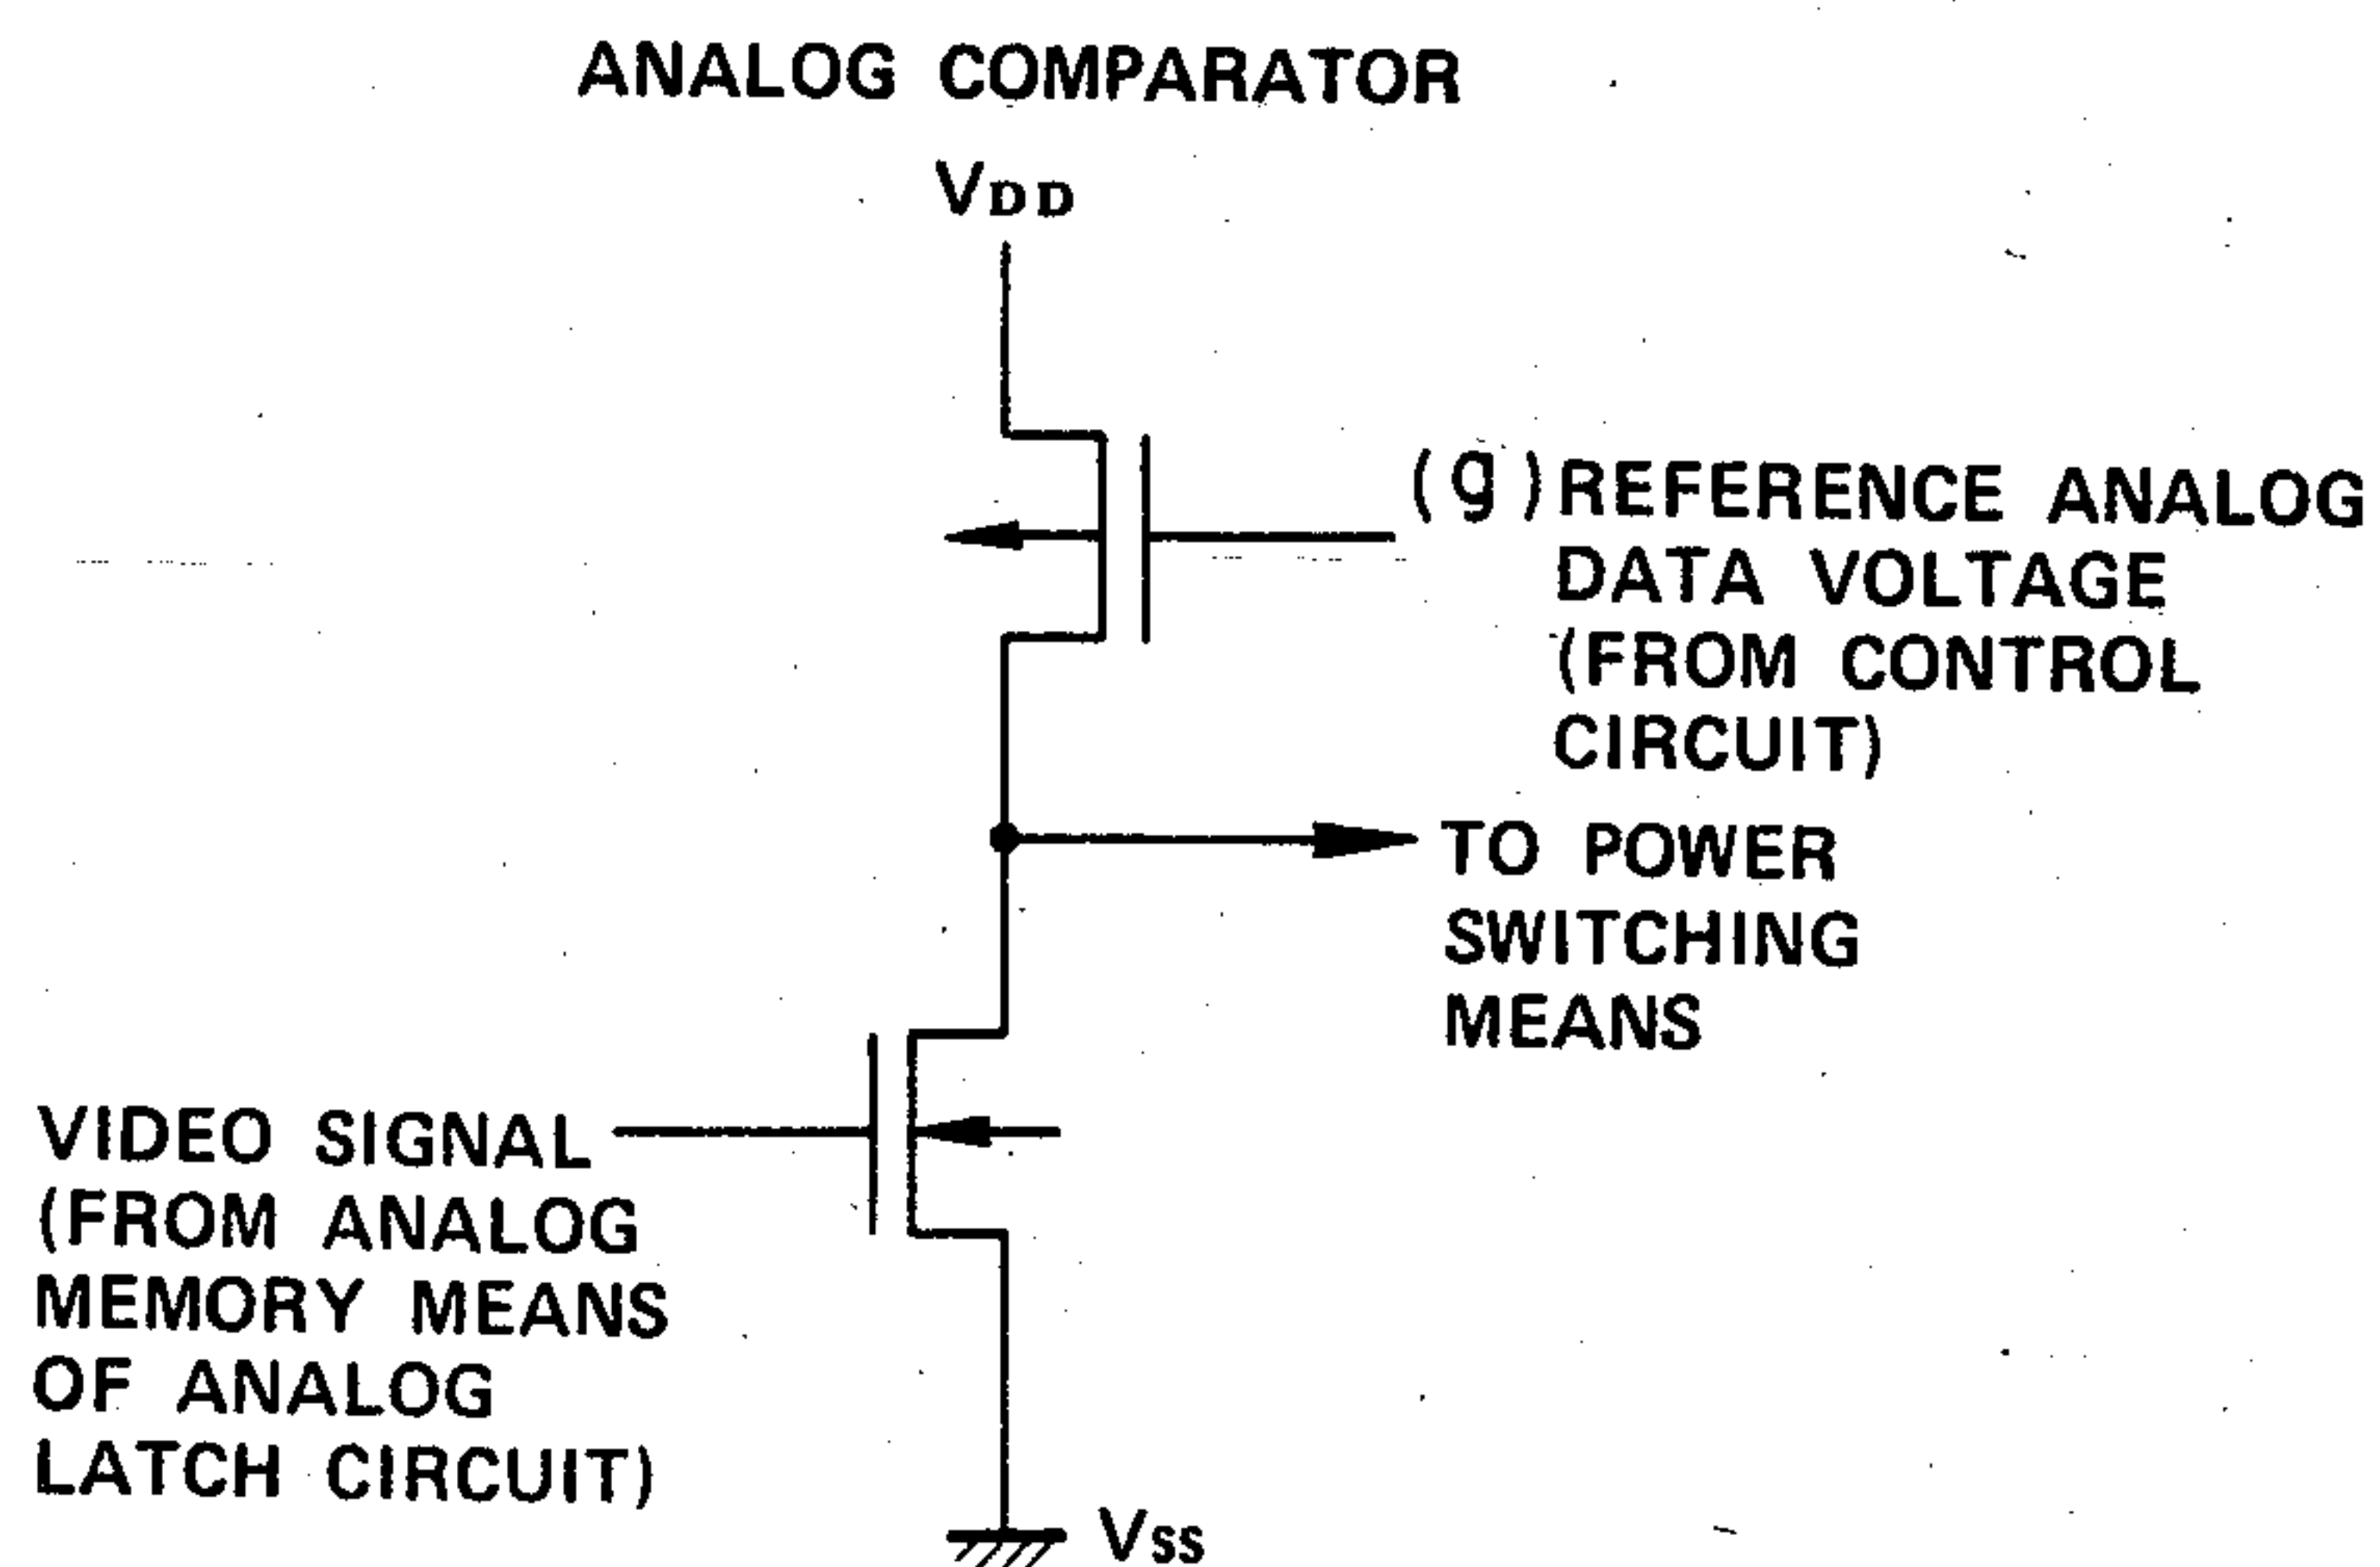 ANALOG COMPARATOR
VDD
(g) REFERENCE ANALOG
DATA VOLTAGE
(FROM CONTROL
CIRCUIT)
TO POWER
SWITCHING
MEANS
VIDEO SIGNAL
(FROM ANALOG
MEMORY MEANS
OF ANALOG
LATCH CIRCUIT)
VSS